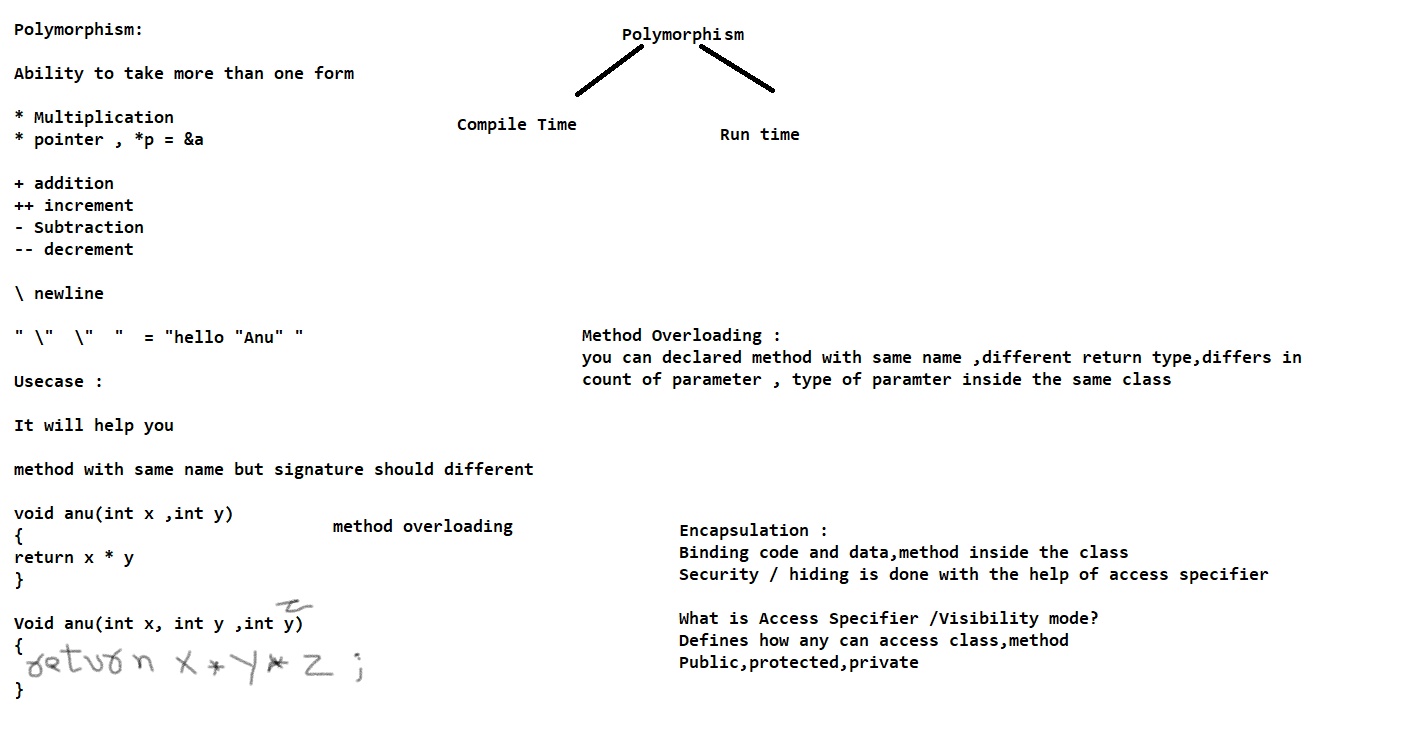 Polymorphism:
Ability to take more than one form
* Multiplication
* pointer , *p = &a
+ addition
++ increment
- Subtraction
-- decrement
\ newline
" \"  \"  "  = "hello "Anu" "
Usecase :
It will help you
method with same name but signature should different
void anu(int x ,int y)
{
return x * y
}
method overloading
z
Void anu(int x, int y ,int y)
{
return x * y * z ;
}
Polymorphism
Compile Time
Run time
Method Overloading :
you can declared method with same name ,different return type,differs in
count of parameter , type of paramter inside the same class
Encapsulation :
Binding code and data,method inside the class
Security / hiding is done with the help of access specifier
What is Access Specifier /Visibility mode?
Defines how any can access class,method
Public,protected,private